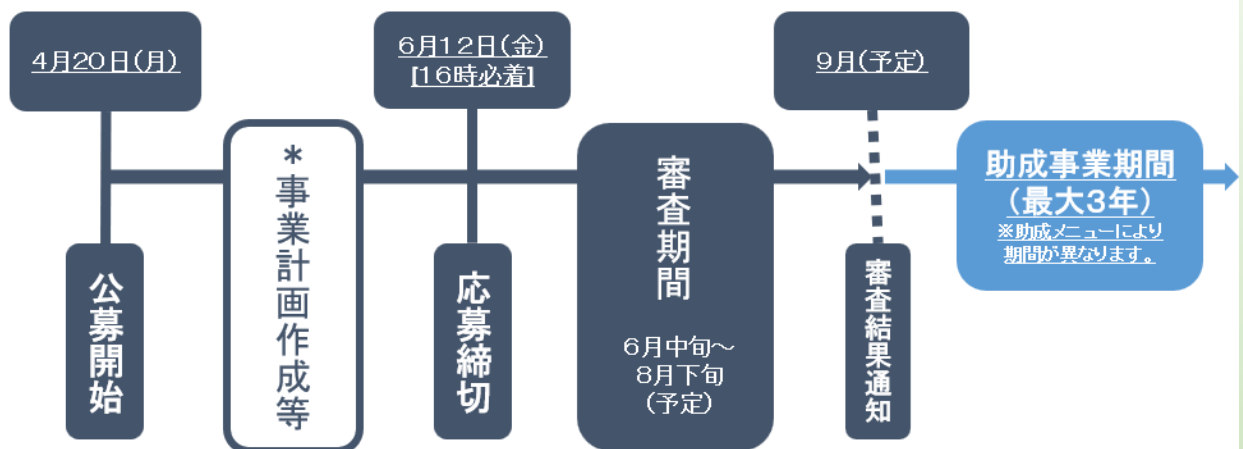 4月20日(月)
公募開始
*事業計画作成等
6月12日(金)
[16時必着]
応募締切
審査期間
6月中旬～
8月下旬
(予定)
9月(予定)
審査結果通知
助成事業期間
(最大3年)
※助成メニューにより
期間が異なります。